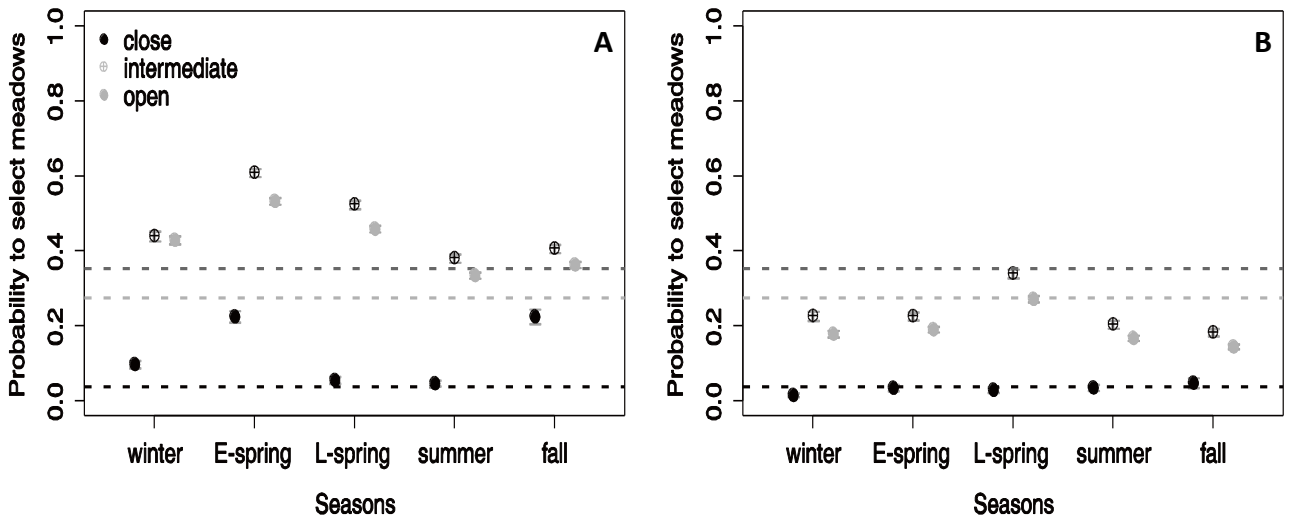 A
close
intermediate
open
Probability to select meadows
1.0
0.8
0.6
0.4
0.2
0.0
winter E-spring L-spring summer fall
Seasons
B
Probability to select meadows
1.0
0.8
0.6
0.4
0.2
0.0
winter E-spring L-spring summer fall
Seasons